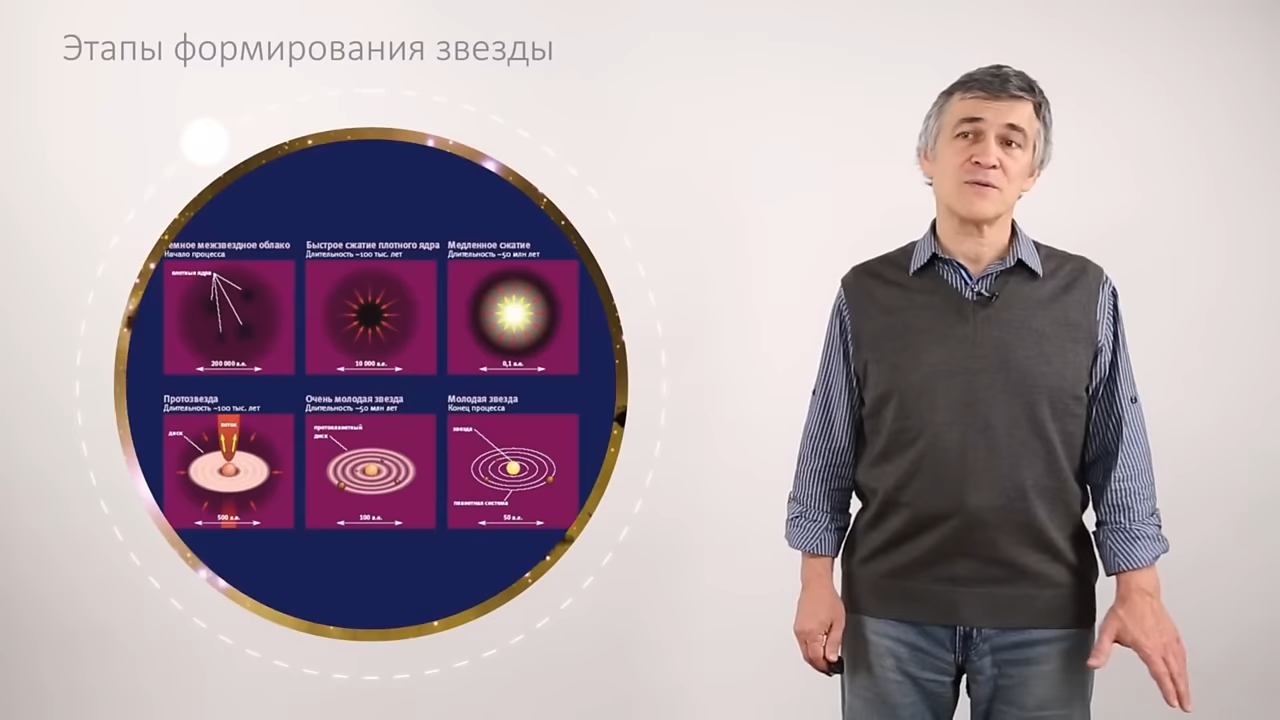 Этапы формирования звезды
емное межзвездное облако
Начало процесса
плотные ядра
200 000 а.е.
Быстрое сжатие плотного ядра
Длительность ~100 тыс. лет
10 000 а.е.
Медленное сжатие
Длительность ~50 млн лет
0,1 а.е.
Протозвезда
Длительность ~100 тыс. лет
поток
диск
500 а.е.
Очень молодая звезда
Длительность ~50 млн лет
протопланетный
диск
100 а.е.
Молодая звезда
Конец процесса
звезда
планетная система
50 а.е.